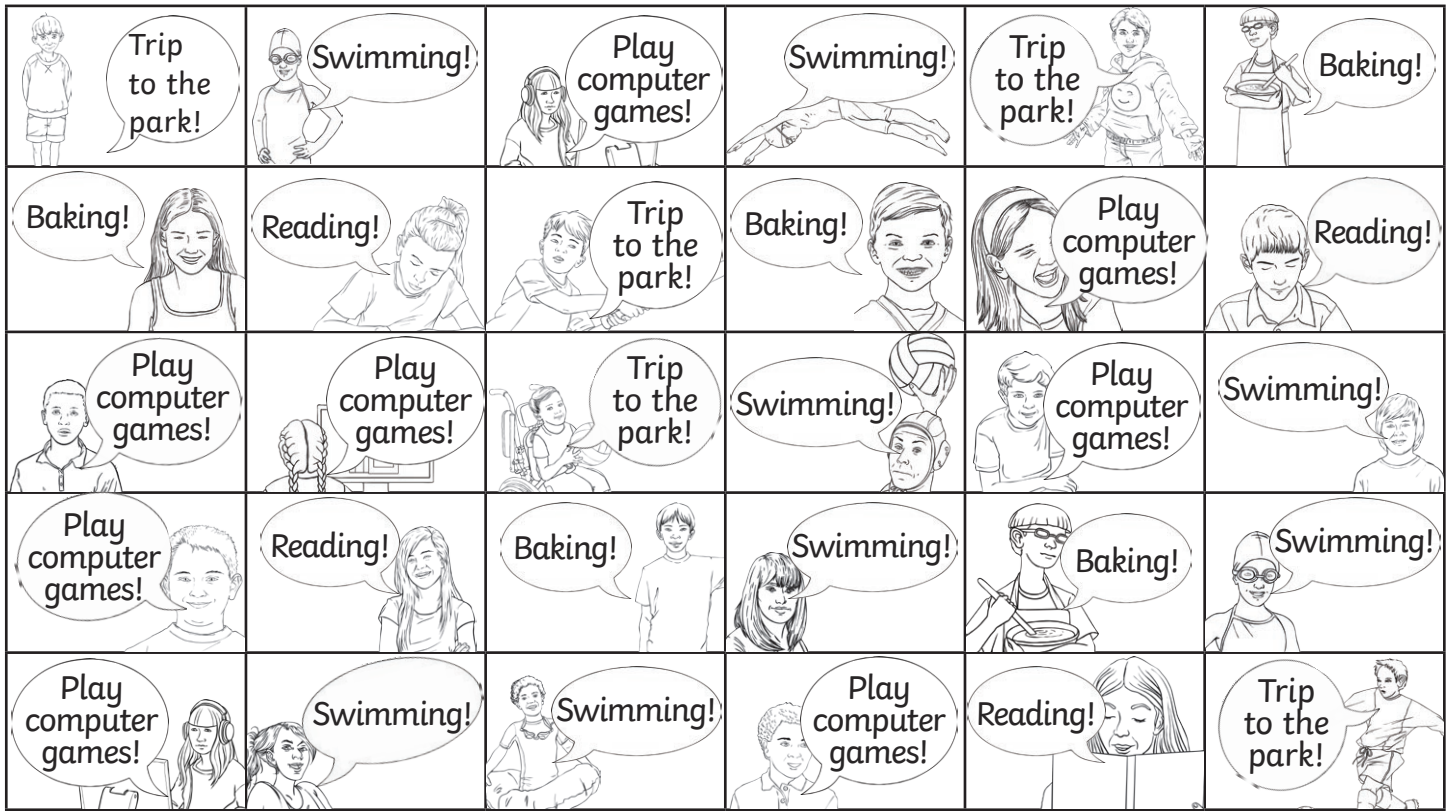 Trip
to the
park!
Swimming!
Play
computer
games!
Swimming!
Trip
to the
park!
Baking!
Baking!
Reading!
Trip
to the
park!
Baking!
Play
computer
games!
Reading!
Play
computer
games!
Play
computer
games!
Trip
to the
park!
Swimming!
Play
computer
games!
Swimming!
Play
computer
games!
Reading!
Baking!
Swimming!
Baking!
Swimming!
Play
computer
games!
Swimming!
Swimming!
Play
computer
games!
Reading!
Trip
to the
park!